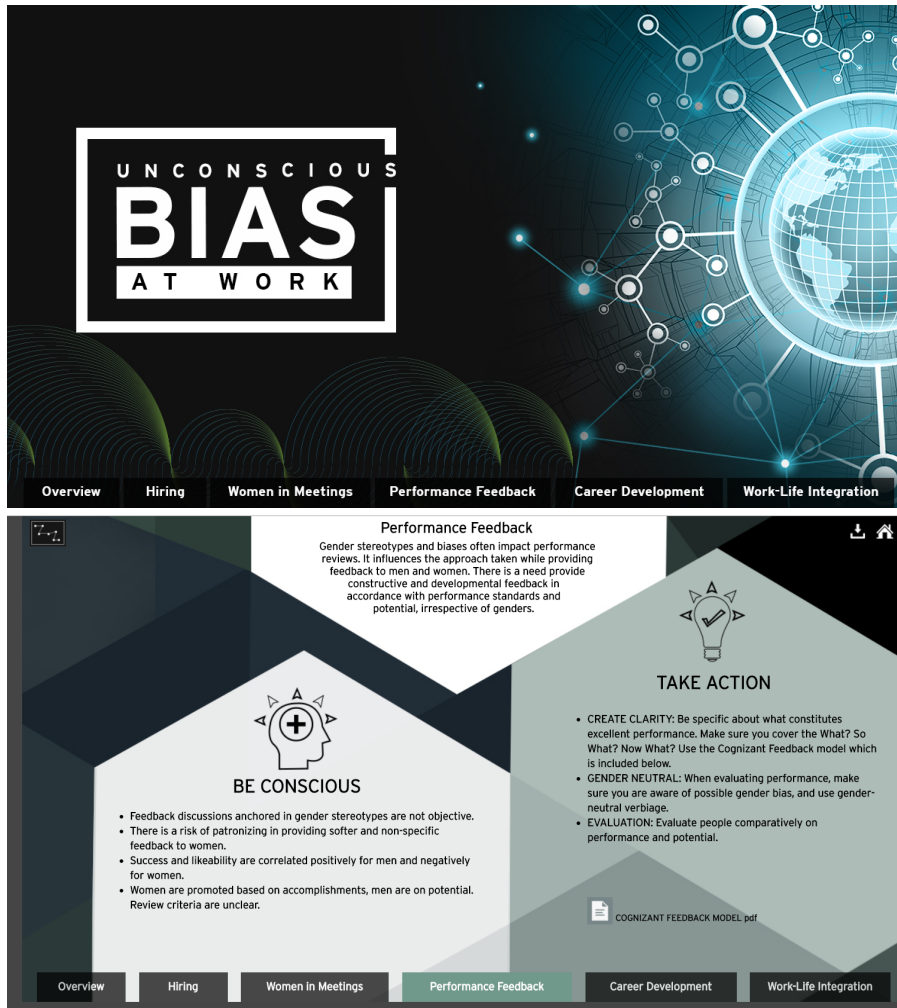 UNCONSCIOUS
BIAS
AT WORK
Overview
Hiring
Women in Meetings
Performance Feedback
Career Development
Work-Life Integration
Performance Feedback
Gender stereotypes and biases often impact performance
reviews. It influences the approach taken while providing
feedback to men and women. There is a need provide
constructive and developmental feedback in
accordance with performance standards and
potential, irrespective of genders.
BE CONSCIOUS
• Feedback discussions anchored in gender stereotypes are not objective.
• There is a risk of patronizing in providing softer and non-specific
feedback to women.
• Success and likeability are correlated positively for men and negatively
for women.
• Women are promoted based on accomplishments, men are on potential.
Review criteria are unclear.
TAKE ACTION
• CREATE CLARITY: Be specific about what constitutes
excellent performance. Make sure you cover the What? So
What? Now What? Use the Cognizant Feedback model which
is included below.
• GENDER NEUTRAL: When evaluating performance, make
sure you are aware of possible gender bias, and use gender-
neutral verbiage.
• EVALUATION: Evaluate people comparatively on
performance and potential.
COGNIZANT FEEDBACK MODEL pdf
Overview
Hiring
Women in Meetings
Performance Feedback
Career Development
Work-Life Integration